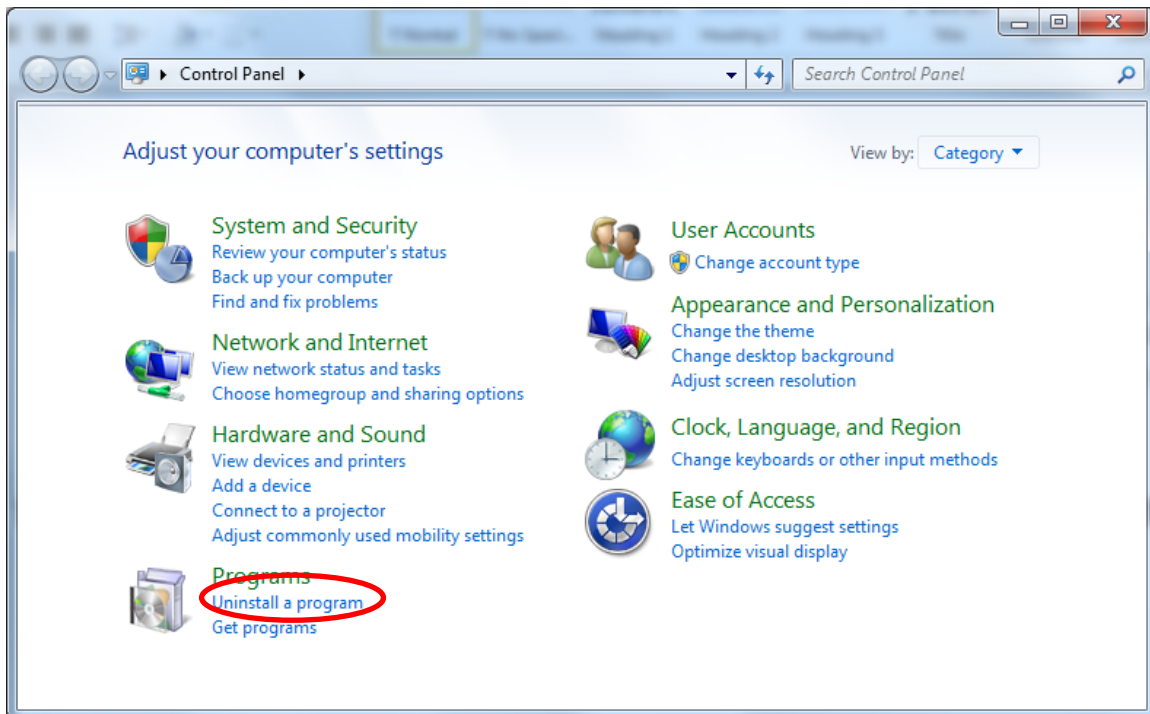 Control Panel
Search Control Panel
Adjust your computer's settings
View by: Category
System and Security
Review your computer's status
Back up your computer
Find and fix problems
Network and Internet
View network status and tasks
Choose homegroup and sharing options
Hardware and Sound
View devices and printers
Add a device
Connect to a projector
Adjust commonly used mobility settings
Programs
Uninstall a program
Get programs
User Accounts
Change account type
Appearance and Personalization
Change the theme
Change desktop background
Adjust screen resolution
Clock, Language, and Region
Change keyboards or other input methods
Ease of Access
Let Windows suggest settings
Optimize visual display